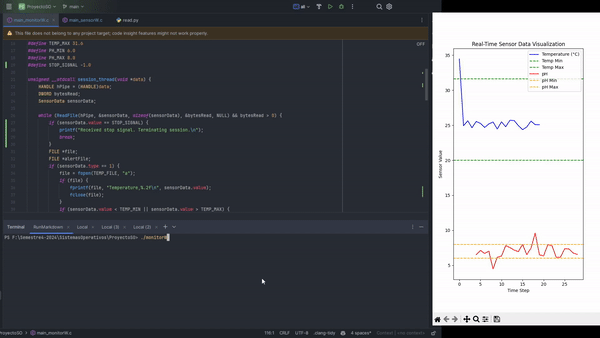 ProyectoSO
main
all
main_monitorW.c
main_sensorW.c
read.py
This file does not belong to any project target; code insight features might not work properly.
OFF
#define TEMP_MAX 31.6
#define PH_MIN 6.0
#define PH_MAX 8.0
#define STOP_SIGNAL -1.0
unsigned __stdcall session_thread(void *data) {
HANDLE hPipe = (HANDLE)data;
DWORD bytesRead;
SensorData sensorData;
while (ReadFile(hPipe, &sensorData, sizeof(sensorData), &bytesRead, NULL) && bytesRead > 0) {
if (sensorData.value == STOP_SIGNAL) {
printf("Received stop signal. Terminating session.\n");
break;
}
FILE *file;
FILE *alertFile;
if (sensorData.type == 1) {
file = fopen(TEMP_FILE, "a");
if (file) {
fprintf(file, "Temperature_%.2f\n", sensorData.value);
fclose(file);
}
if (sensorData.value < TEMP_MIN || sensorData.value > TEMP_MAX) {
Terminal
RunMarkdown
Local
Local (3)
Local (2)
PS F:\Semestre6-2024\SistemasOperativos\ProyectoSO> ./monitorW
ProyectoSO
main_monitorW.c
CRLF
UTF-8
.clang-tidy
4 spaces*
Real-Time Sensor Data Visualization
Temperature (°C)
Temp Min
Temp Max
pH
pH Min
pH Max
Sensor Value
35
30
25
20
15
10
5
0
5
10
15
20
25
Time Step